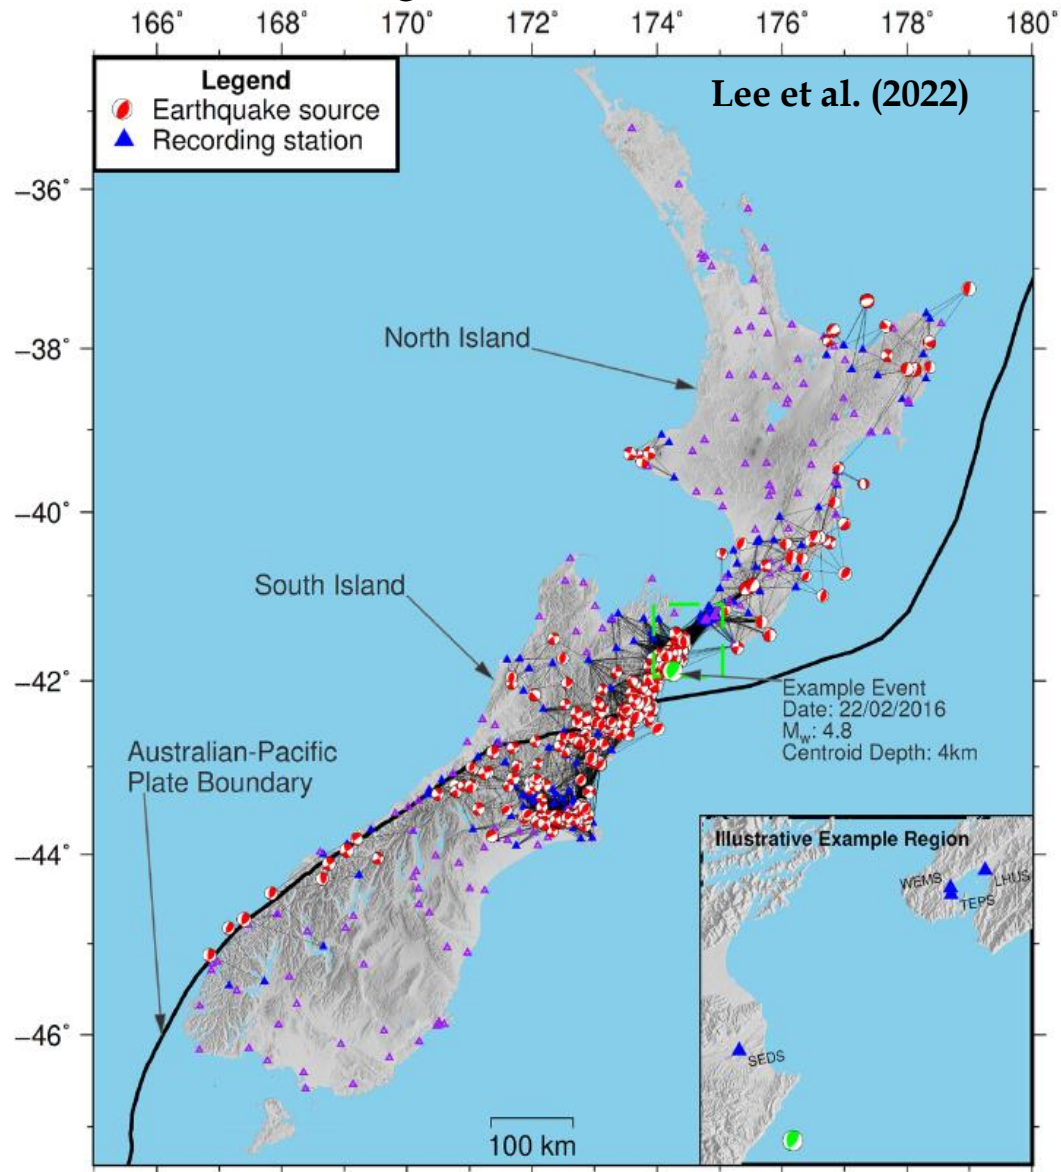 166° 168° 170° 172° 174° 176° 178° 180°
Legend
Earthquake source
Recording station
Lee et al. (2022)
−36°
−38°
−40°
−42°
−44°
−46°
North Island
South Island
Australian-Pacific
Plate Boundary
Example Event
Date: 22/02/2016
Mw: 4.8
Centroid Depth: 4km
Illustrative Example Region
WEMS
LHUS
TEPS
SEDS
100 km